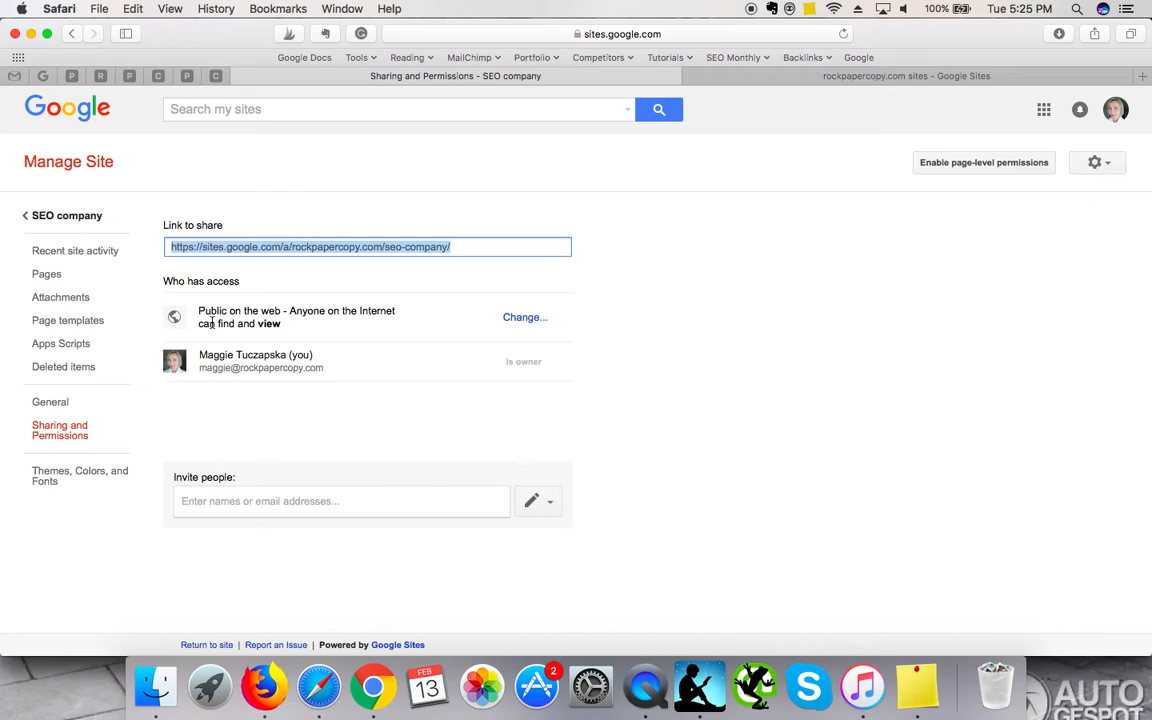 Safari File Edit View History Bookmarks Window Help 100% Tue 5:25 PM
sites.google.com
Google Docs Tools Reading MailChimp Portfolio Competitors Tutorials SEO Monthly Backlinks Google
G P R P C P C Sharing and Permissions - SEO company rockpapercopy.com sites - Google Sites
Google Search my sites
Manage Site Enable page-level permissions
SEO company
Recent site activity
Pages
Attachments
Page templates
Apps Scripts
Deleted items
General
Sharing and
Permissions
Themes, Colors, and
Fonts
Link to share
https://sites.google.com/a/rockpapercopy.com/seo-company/
Who has access
Public on the web - Anyone on the Internet
can find and view
Change...
Maggie Tuczapska (you)
maggie@rockpapercopy.com
Is owner
Invite people:
Enter names or email addresses...
Return to site Report an Issue Powered by Google Sites
FEB
13
2
S
AUTO
GESPOT